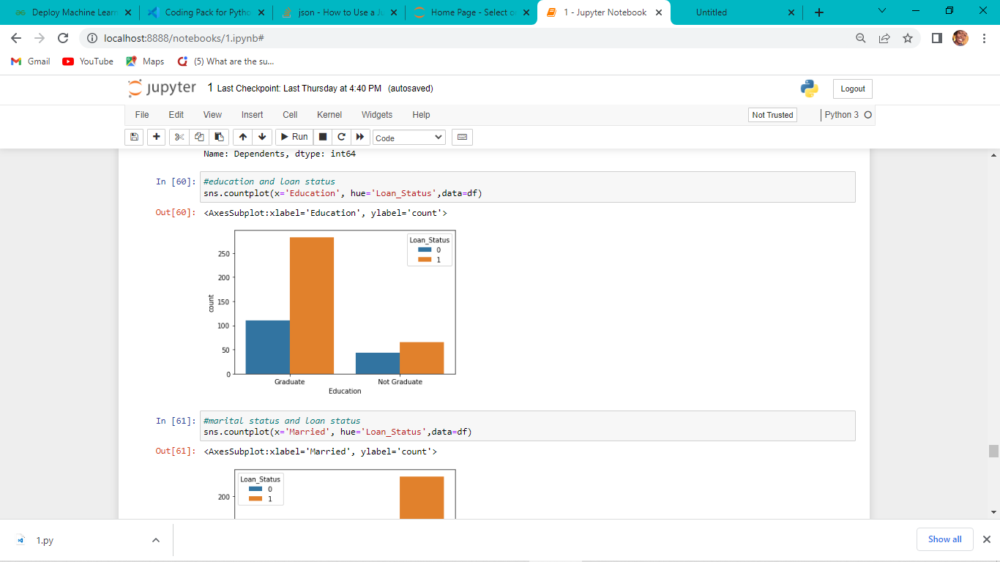 Deploy Machine Learn
Coding Pack for Pytho
json - How to Use a Ju
Home Page - Select o
1 - Jupyter Notebook
Untitled
localhost:8888/notebooks/1.ipynb#
Gmail
YouTube
Maps
(5) What are the su...
jupyter 1 Last Checkpoint: Last Thursday at 4:40 PM (autosaved)
Logout
File Edit View Insert Cell Kernel Widgets Help
Not Trusted
Python 3
Run
Code
Name: Dependents, dtype: int64
In [60]: #education and loan status
sns.countplot(x='Education', hue='Loan_Status',data=df)
Out[60]: <AxesSubplot:xlabel='Education', ylabel='count'>
Loan_Status
0
1
250
200
150
100
50
0
count
Graduate Not Graduate
Education
In [61]: #marital status and loan status
sns.countplot(x='Married', hue='Loan_Status',data=df)
Out[61]: <AxesSubplot:xlabel='Married', ylabel='count'>
Loan_Status
0
1
200
1.py
Show all